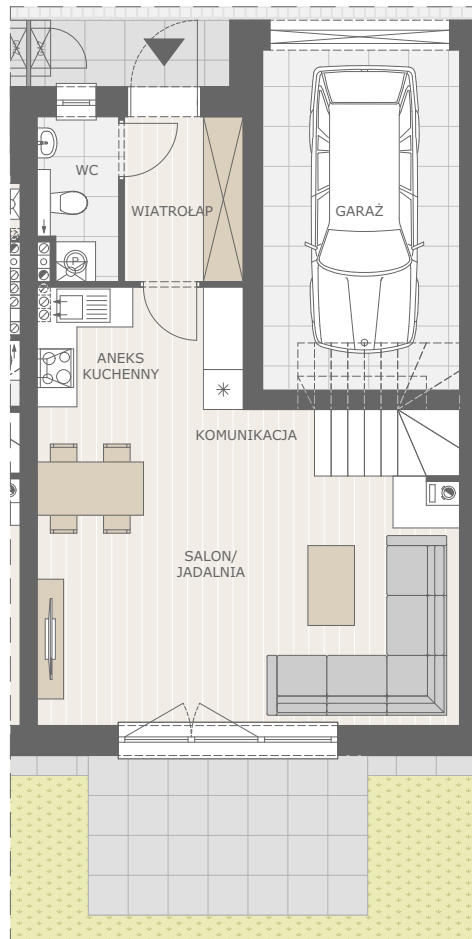 WC
WIATROŁAP
GARAŻ
P
ANEKS
KUCHENNY
KOMUNIKACJA
SALON/
JADALNIA